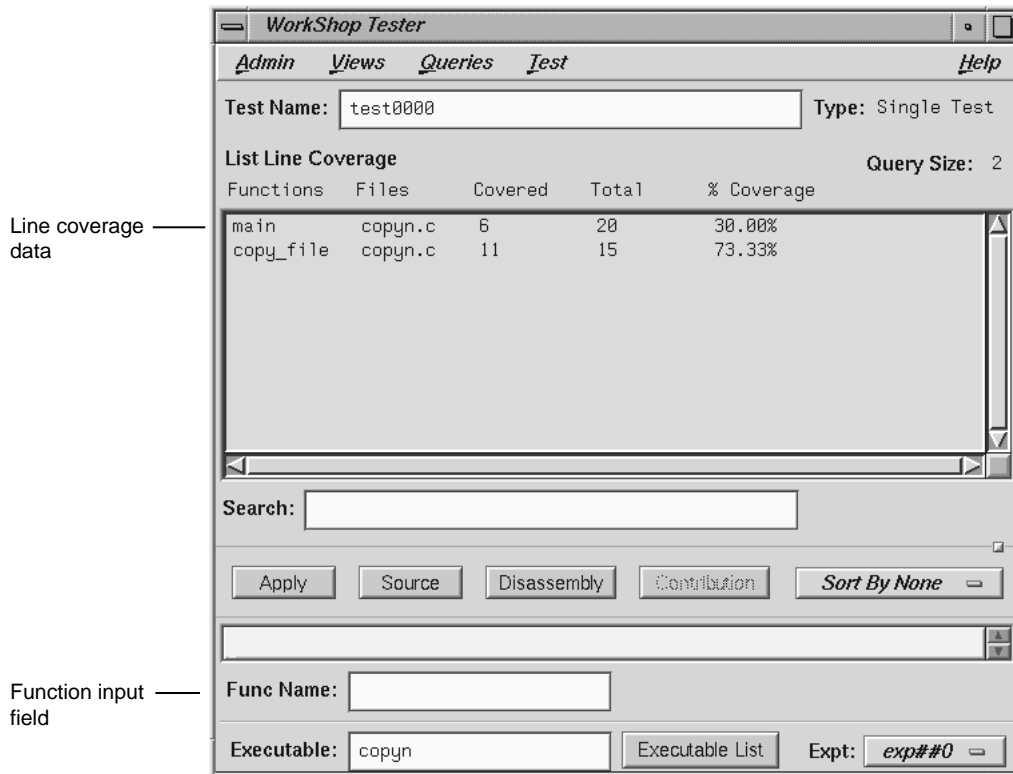 WorkShop Tester
Admin Views Queries Test Help
Test Name: test0000 Type: Single Test
List Line Coverage Query Size: 2
Functions Files Covered Total % Coverage
Line coverage data
main copyn.c 6 20 30.00%
copy_file copyn.c 11 15 73.33%
Search:
Apply Source Disassembly Contribution Sort By None
Function input field
Func Name:
Executable: copyn Executable List Expt: exp##0